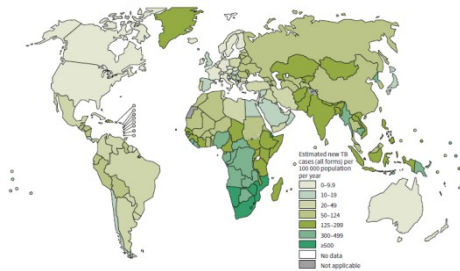 Estimated new TB
cases (all forms) per
100 000 population
per year
0–9.9
10–19
20–49
50–124
125–299
300–499
≥500
No data
Not applicable